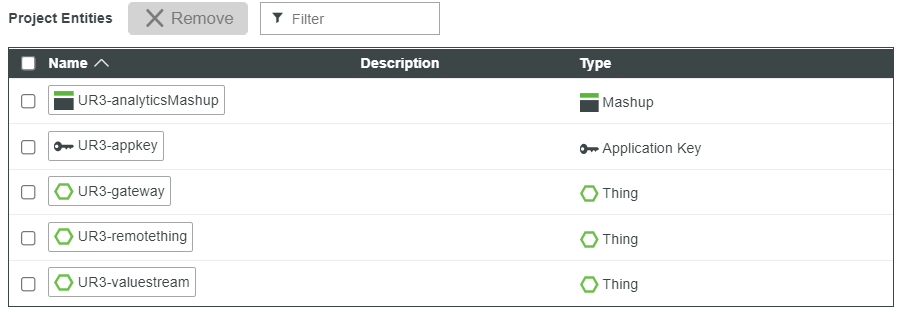 Project Entities Remove Filter
Name Description Type
UR3-analyticsMashup Mashup
UR3-appkey Application Key
UR3-gateway Thing
UR3-remotething Thing
UR3-valuestream Thing